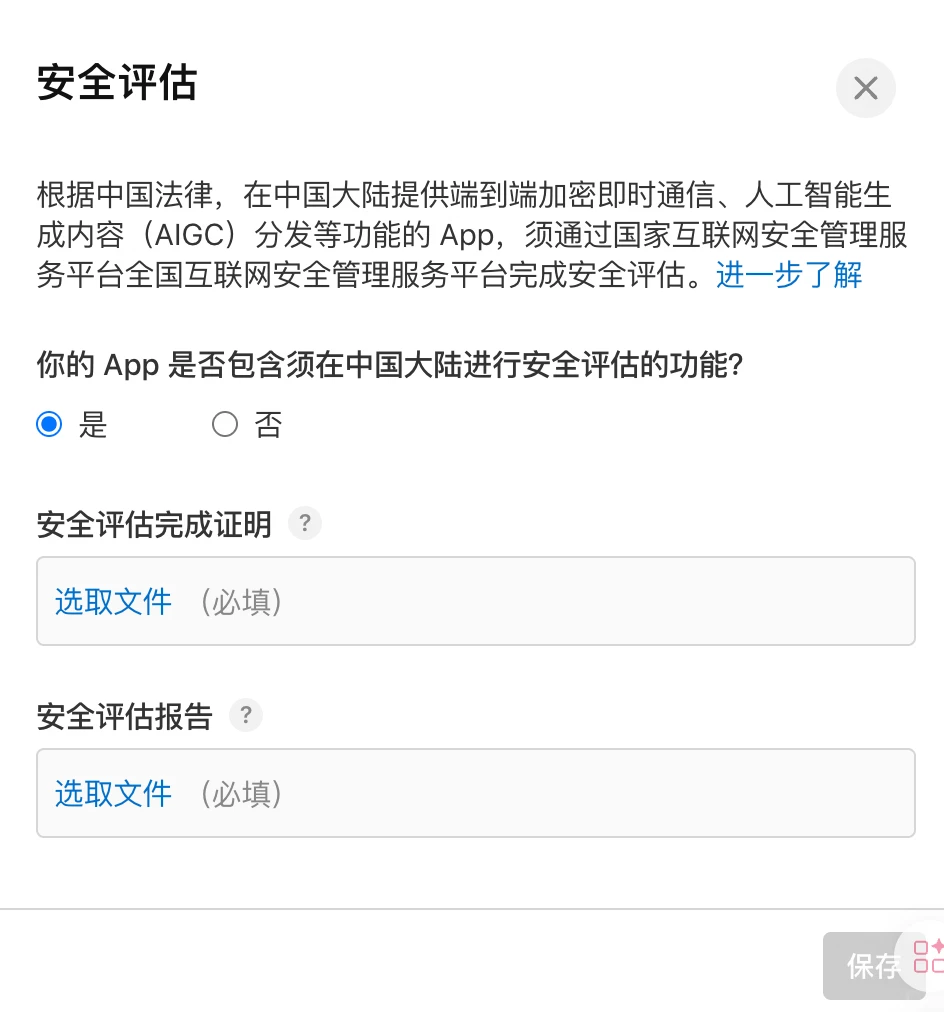 安全评估
根据中国法律，在中国大陆提供端到端加密即时通信、人工智能生
成内容（AIGC）分发等功能的 App，须通过国家互联网安全管理服
务平台全国互联网安全管理服务平台完成安全评估。进一步了解
你的 App 是否包含须在中国大陆进行安全评估的功能?
是 否
安全评估完成证明 ?
选取文件 （必填）
安全评估报告 ?
选取文件 （必填）
保存